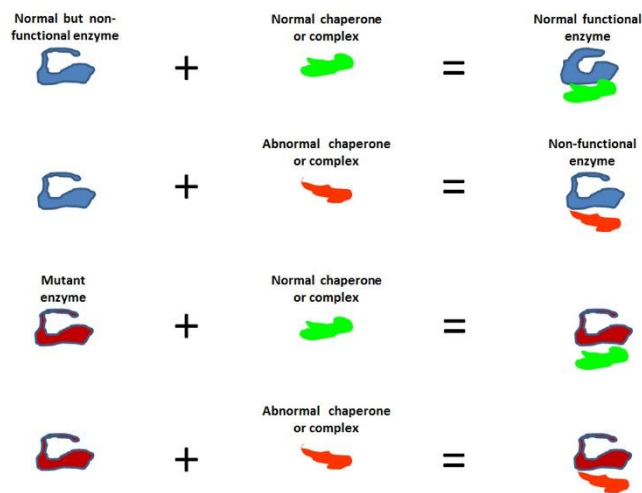 Normal but non-
functional enzyme
+
Normal chaperone
or complex
=
Normal functional
enzyme
+
Abnormal chaperone
or complex
=
Non-functional
enzyme
Mutant
enzyme
+
Normal chaperone
or complex
=
+
Abnormal chaperone
or complex
=